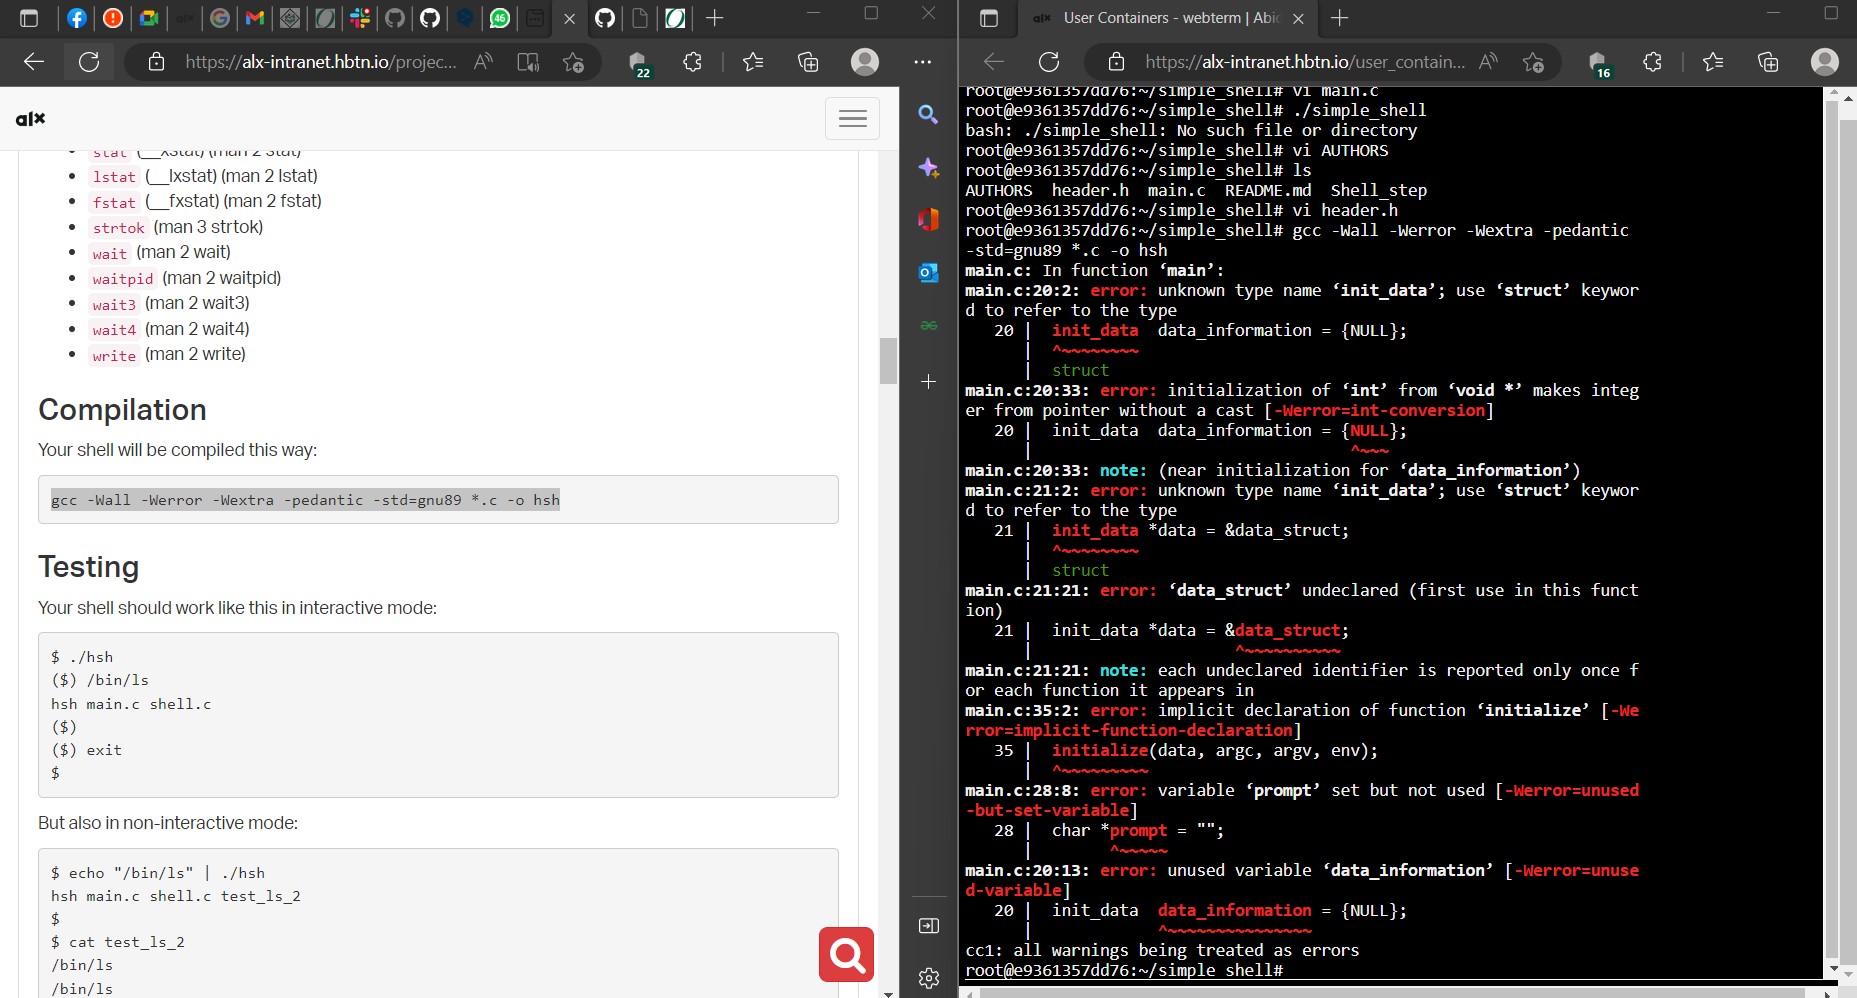 46
User Containers - webterm | Abi
https://alx-intranet.hbtn.io/projec...
22
https://alx-intranet.hbtn.io/user_contain...
16
alx
stat (__xstat) (man 2 stat)
lstat (__lxstat) (man 2 lstat)
fstat (__fxstat) (man 2 fstat)
strtok (man 3 strtok)
wait (man 2 wait)
waitpid (man 2 waitpid)
wait3 (man 2 wait3)
wait4 (man 2 wait4)
write (man 2 write)
Compilation
Your shell will be compiled this way:
gcc -Wall -Werror -Wextra -pedantic -std=gnu89 *.c -o hsh
Testing
Your shell should work like this in interactive mode:
$ ./hsh
($) /bin/ls
hsh main.c shell.c
($)
($) exit
$
But also in non-interactive mode:
$ echo "/bin/ls" | ./hsh
hsh main.c shell.c test_ls_2
$
$ cat test_ls_2
/bin/ls
/bin/ls
root@e9361357dd76:~/simple_shell# vi main.c
root@e9361357dd76:~/simple_shell# ./simple_shell
bash: ./simple_shell: No such file or directory
root@e9361357dd76:~/simple_shell# vi AUTHORS
root@e9361357dd76:~/simple_shell# ls
AUTHORS  header.h  main.c  README.md  Shell_step
root@e9361357dd76:~/simple_shell# vi header.h
root@e9361357dd76:~/simple_shell# gcc -Wall -Werror -Wextra -pedantic
-std=gnu89 *.c -o hsh
main.c: In function ‘main’:
main.c:20:2: error: unknown type name ‘init_data’; use ‘struct’ keywor
d to refer to the type
20 |  init_data  data_information = {NULL};
|  ^~~~~~~~~
|  struct
main.c:20:33: error: initialization of ‘int’ from ‘void *’ makes integ
er from pointer without a cast [-Werror=int-conversion]
20 |  init_data  data_information = {NULL};
|                                 ^~~~
main.c:20:33: note: (near initialization for ‘data_information’)
main.c:21:2: error: unknown type name ‘init_data’; use ‘struct’ keywor
d to refer to the type
21 |  init_data *data = &data_struct;
|  ^~~~~~~~~
|  struct
main.c:21:21: error: ‘data_struct’ undeclared (first use in this funct
ion)
21 |  init_data *data = &data_struct;
|                     ^~~~~~~~~~~
main.c:21:21: note: each undeclared identifier is reported only once f
or each function it appears in
main.c:35:2: error: implicit declaration of function ‘initialize’ [-We
rror=implicit-function-declaration]
35 |  initialize(data, argc, argv, env);
|  ^~~~~~~~~~
main.c:28:8: error: variable ‘prompt’ set but not used [-Werror=unused
-but-set-variable]
28 |  char *prompt = "";
|        ^~~~~~
main.c:20:13: error: unused variable ‘data_information’ [-Werror=unuse
d-variable]
20 |  init_data  data_information = {NULL};
|             ^~~~~~~~~~~~~~~~
cc1: all warnings being treated as errors
root@e9361357dd76:~/simple_shell#